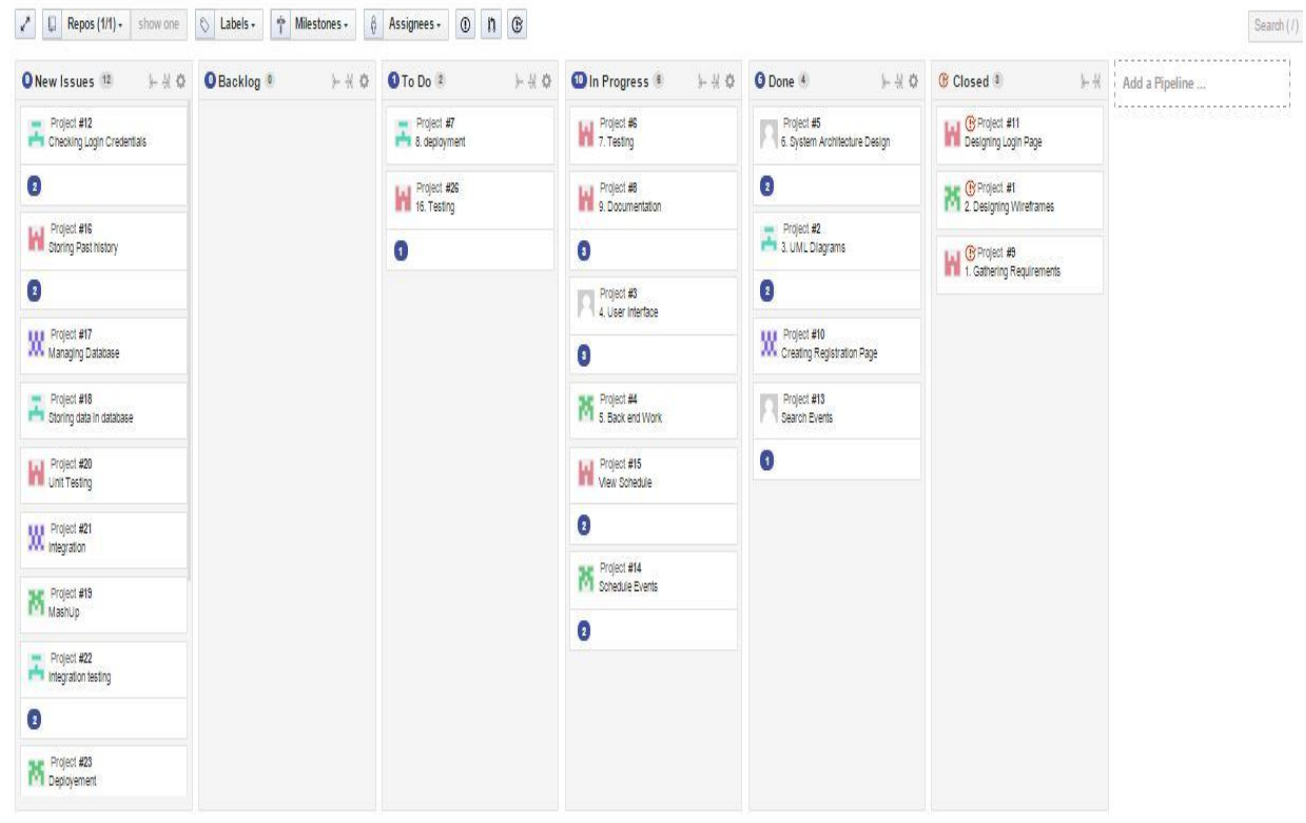 Repos (1/1)
show one
Labels
Milestones
Assignees
Search (/)
New Issues 12
Project #12
Checking Login Credentials
2
Project #16
Storing Past history
2
Project #17
Managing Database
Project #18
Storing data in database
Project #20
Unit Testing
Project #21
Integration
Project #19
MashUp
Project #22
Integration testing
2
Project #23
Deployement
0 Backlog 0
1 To Do 2
Project #7
8. deployment
Project #26
16. Testing
1
10 In Progress
Project #6
7. Testing
Project #8
9. Documentation
3
Project #3
4. User Interface
3
Project #4
5. Back end Work
Project #15
View Schedule
2
Project #14
Schedule Events
2
6 Done 4
Project #5
6. System Architecture Design
2
Project #2
3. UML Diagrams
2
Project #10
Creating Registration Page
Project #13
Search Events
1
Closed 3
Project #11
Designing Login Page
Project #1
2. Designing Wireframes
Project #9
1. Gathering Requirements
Add a Pipeline ...